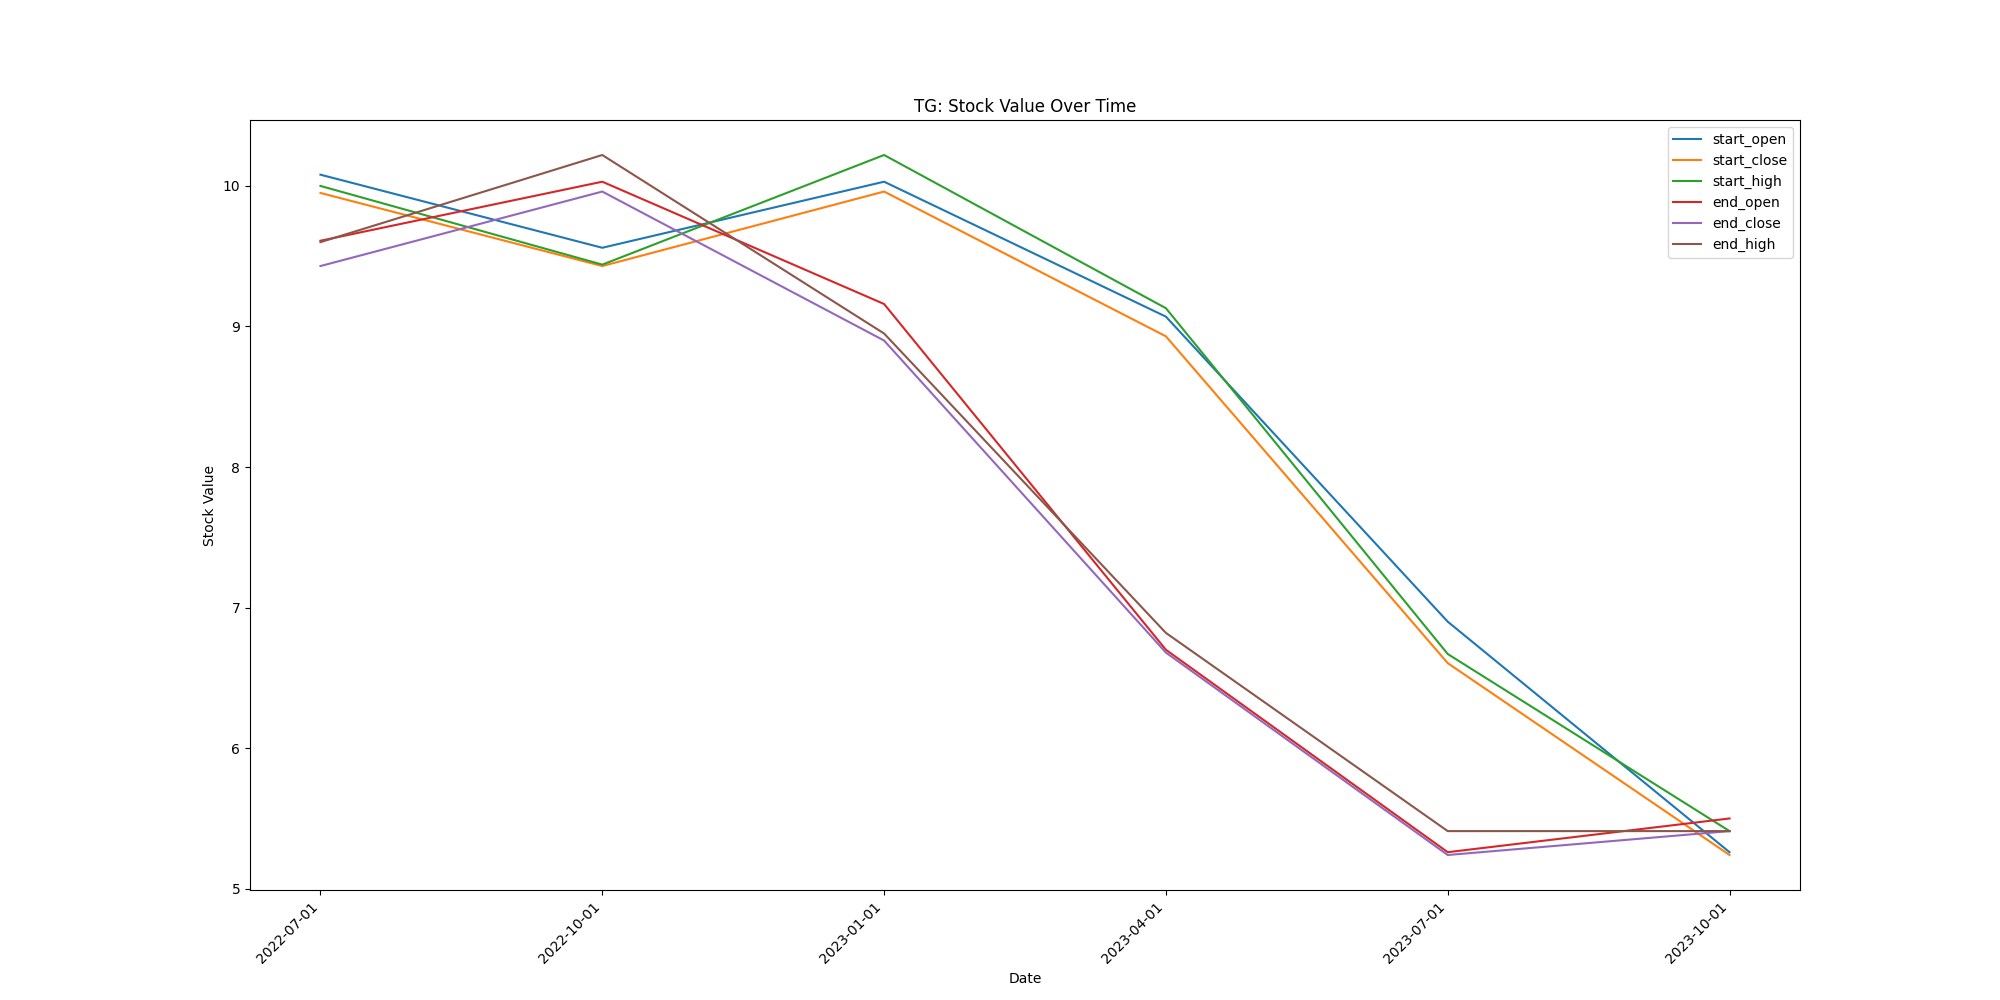 TG: Stock Value Over Time
start_open
start_close
start_high
end_open
end_close
end_high
Stock Value
10
9
8
7
6
5
2022-07-01
2022-10-01
2023-01-01
2023-04-01
2023-07-01
2023-10-01
Date